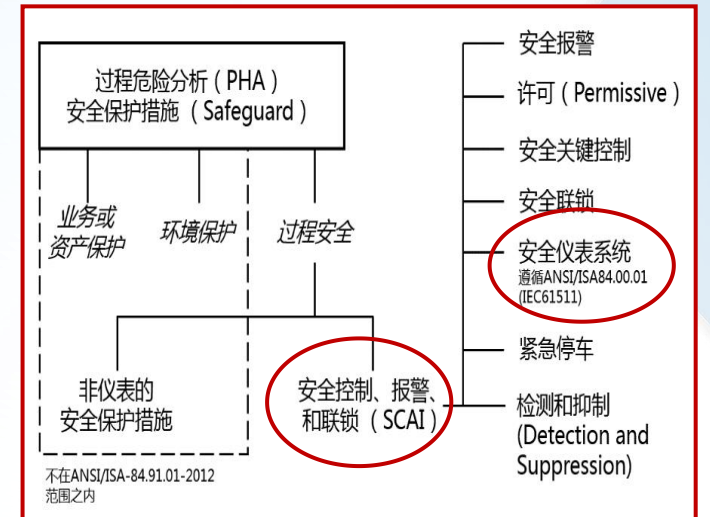 过程危险分析（PHA）
安全保护措施 （Safeguard）
业务或
资产保护
环境保护
过程安全
非仪表的
安全保护措施
安全控制、报警、
和联锁 （SCAI）
不在ANSI/ISA-84.91.01-2012
范围之内
安全报警
许可（Permissive）
安全关键控制
安全联锁
安全仪表系统
遵循ANSI/ISA84.00.01
(IEC61511)
紧急停车
检测和抑制
(Detection and
Suppression)